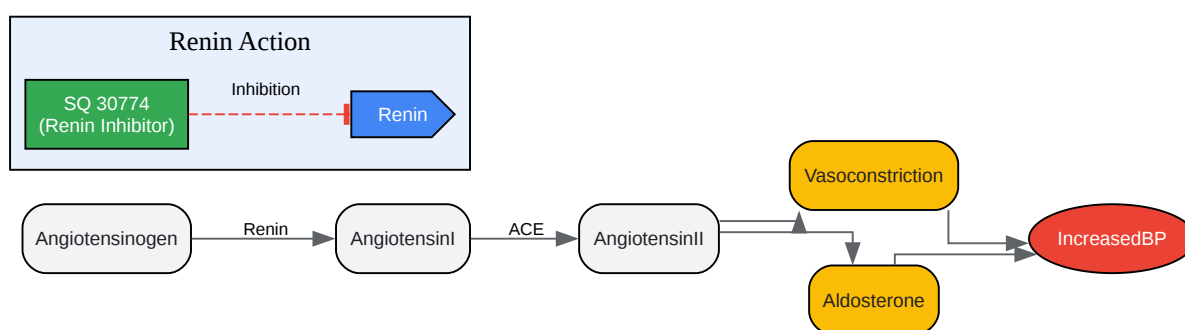 Renin Action
SQ 30774
(Renin Inhibitor)
Inhibition
Renin
Angiotensinogen
Renin
AngiotensinI
ACE
AngiotensinII
Vasoconstriction
Aldosterone
IncreasedBP